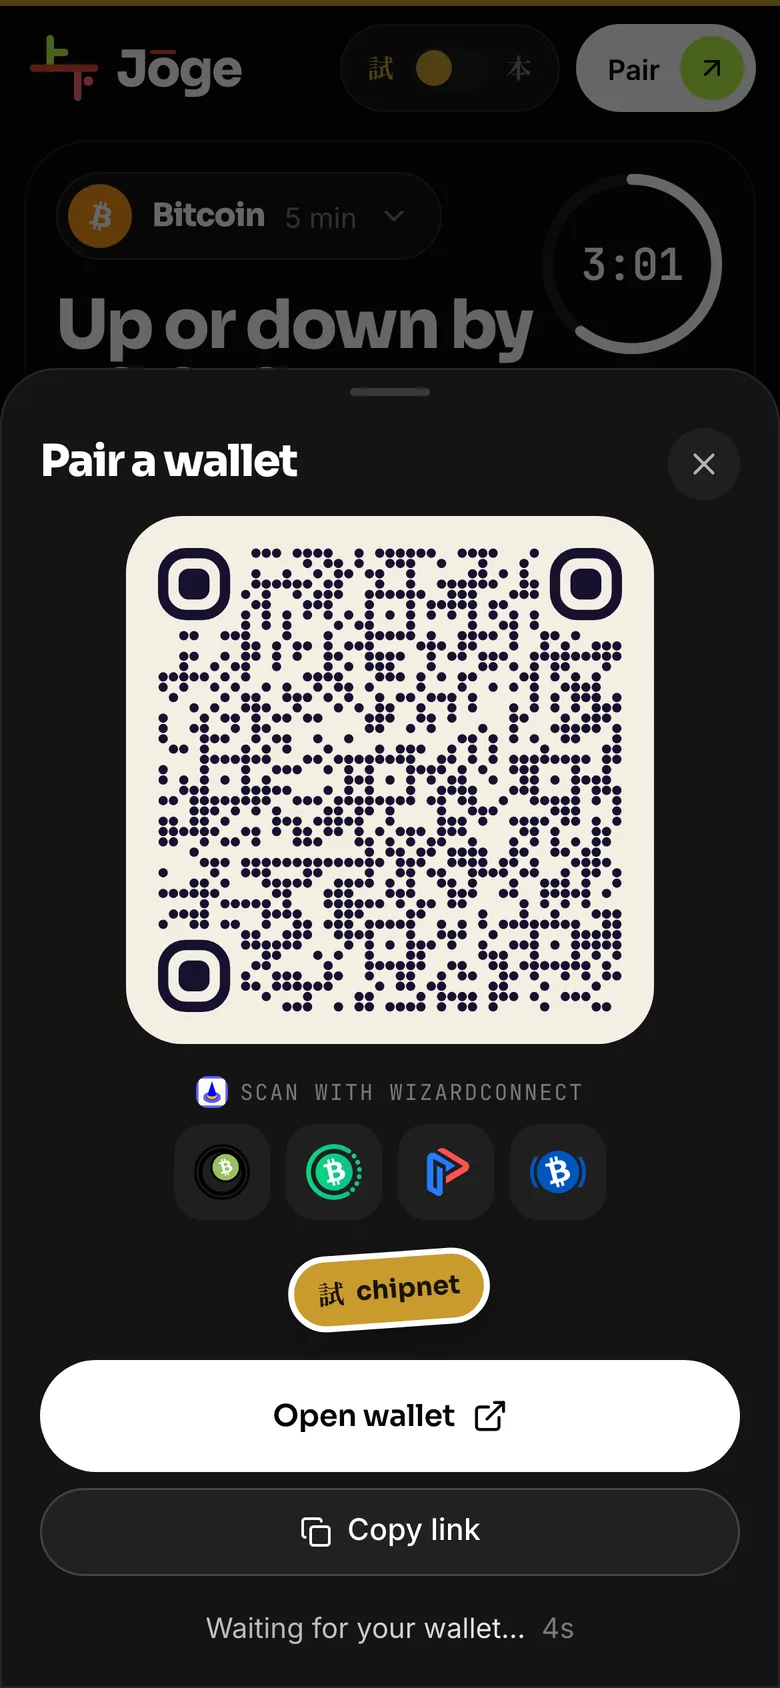 Jōge
試 本
Pair
Bitcoin 5 min
3:01
Up or down by
Pair a wallet
SCAN WITH WIZARDCONNECT
試 chipnet
Open wallet
Copy link
Waiting for your wallet... 4s